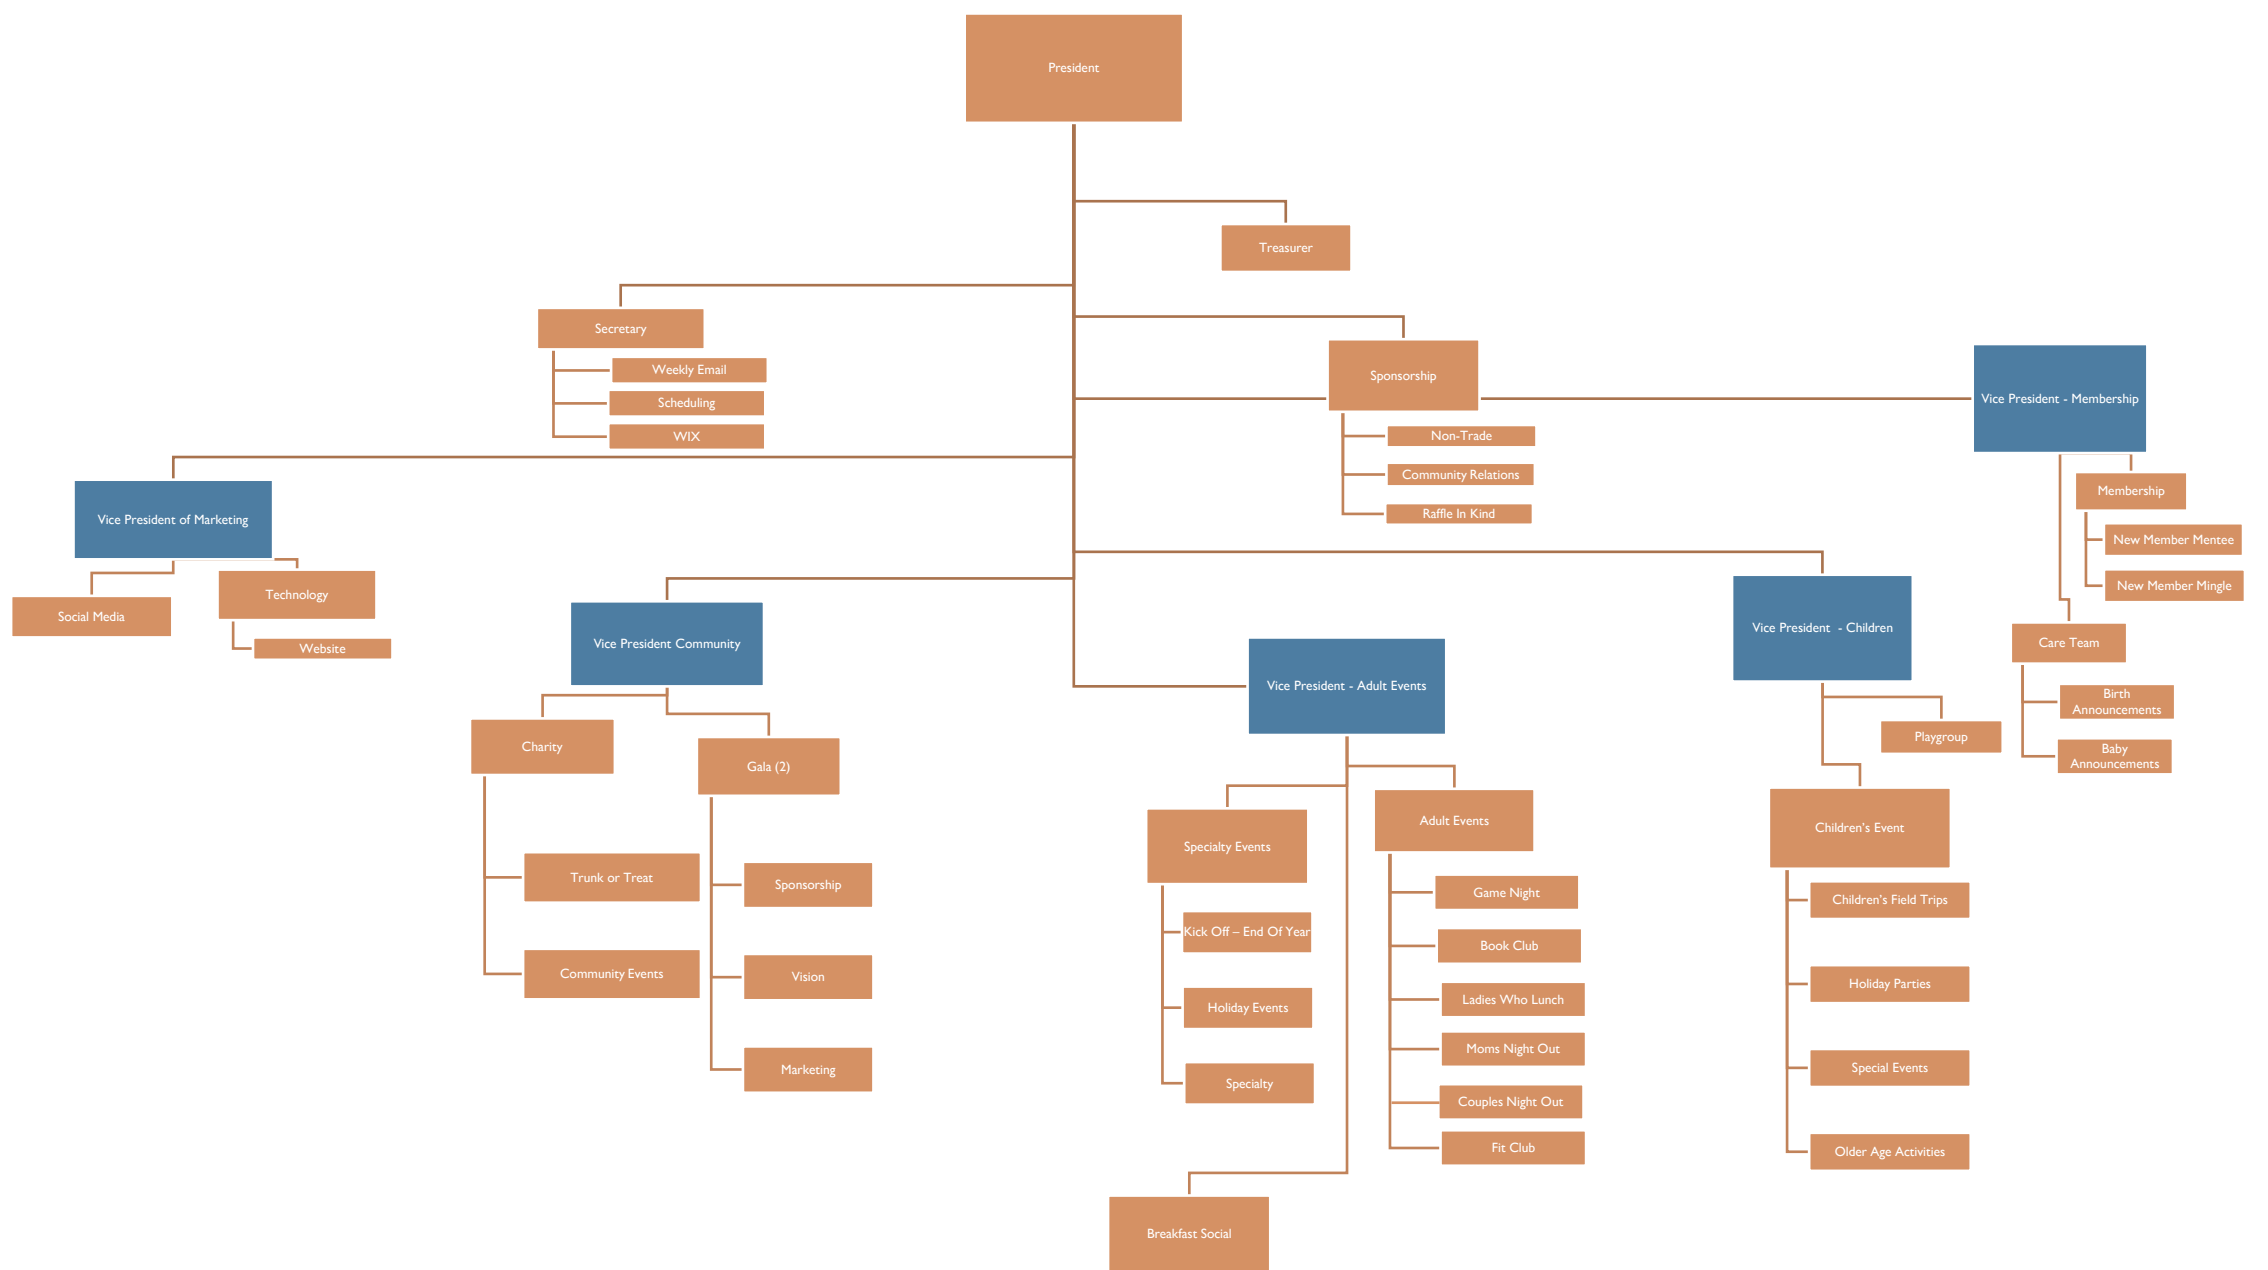 President
Treasurer
Secretary
Weekly Email
Scheduling
WIX
Sponsorship
Non-Trade
Community Relations
Raffle In Kind
Vice President - Membership
Membership
New Member Mentee
New Member Mingle
Care Team
Birth
Announcements
Baby
Announcements
Vice President of Marketing
Social Media
Technology
Website
Vice President Community
Charity
Trunk or Treat
Community Events
Gala (2)
Sponsorship
Vision
Marketing
Vice President - Adult Events
Specialty Events
Kick Off – End Of Year
Holiday Events
Specialty
Adult Events
Game Night
Book Club
Ladies Who Lunch
Moms Night Out
Couples Night Out
Fit Club
Breakfast Social
Vice President - Children
Playgroup
Children's Event
Children's Field Trips
Holiday Parties
Special Events
Older Age Activities